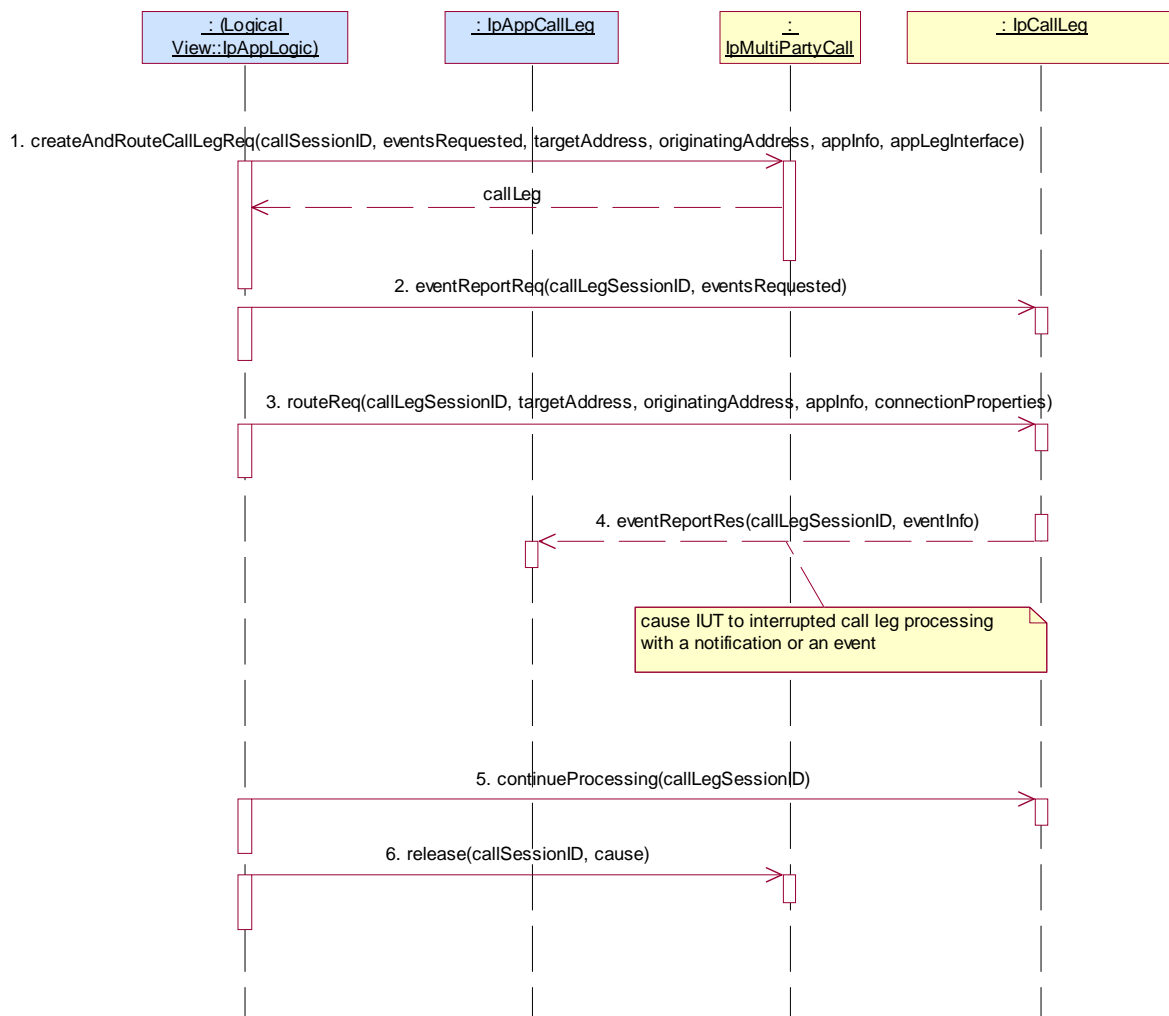 : (Logical
View::IpAppLogic)
: IpAppCallLeg
:
IpMultiPartyCall
: IpCallLeg
1. createAndRouteCallLegReq(callSessionID, eventsRequested, targetAddress, originatingAddress, appInfo, appLegInterface)
callLeg
2. eventReportReq(callLegSessionID, eventsRequested)
3. routeReq(callLegSessionID, targetAddress, originatingAddress, appInfo, connectionProperties)
4. eventReportRes(callLegSessionID, eventInfo)
cause IUT to interrupted call leg processing
with a notification or an event
5. continueProcessing(callLegSessionID)
6. release(callSessionID, cause)